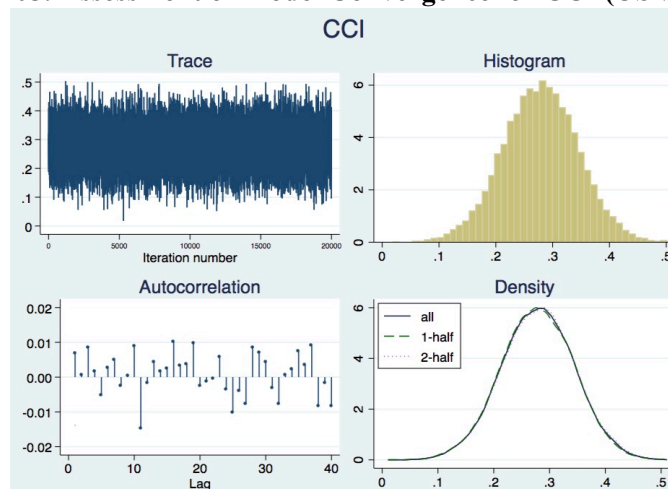 CCI
Trace
.5
.4
.3
.2
.1
0
0 5000 10000 15000 20000
Iteration number
Histogram
6
4
2
0
0 .1 .2 .3 .4 .5
Autocorrelation
0.02
0.01
0.00
-0.01
-0.02
0 10 20 30 40
Lag
Density
all
1-half
2-half
6
4
2
0
0 .1 .2 .3 .4 .5